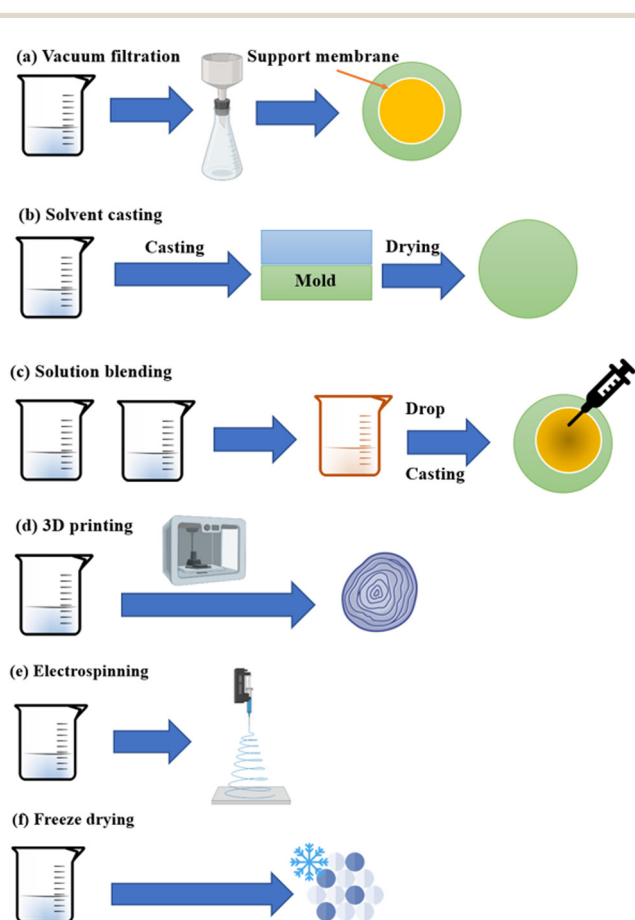 (a) Vacuum filtration
Support membrane
(b) Solvent casting
Casting
Mold
Drying
(c) Solution blending
Drop
Casting
(d) 3D printing
(e) Electrospinning
(f) Freeze drying